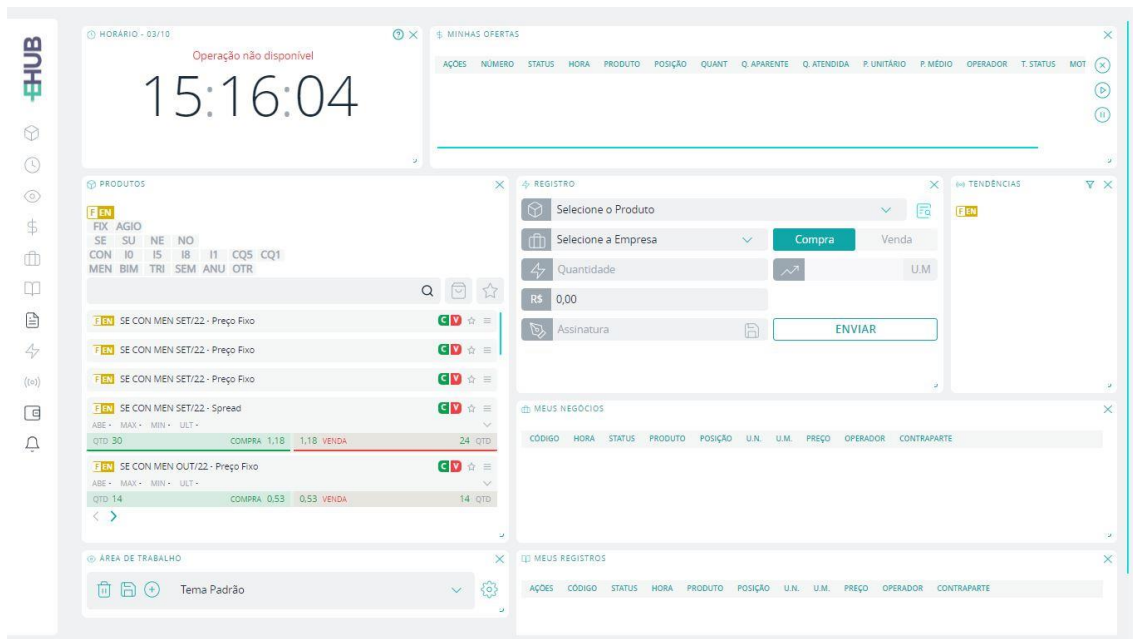 EHUB
HORÁRIO - 03/10
Operação não disponível
15:16:04
MINHAS OFERTAS
AÇÕES NÚMERO STATUS HORA PRODUTO POSIÇÃO QUANT Q. APARENTE Q. ATENDIDA P. UNITÁRIO P. MÉDIO OPERADOR T. STATUS MOT
PRODUTOS
F EN
FIX AGIO
SE SU NE NO
CON I0 I5 I8 I1 CQ5 CQ1
MEN BIM TRI SEM ANU OTR
F EN SE CON MEN SET/22 - Preço Fixo C V
F EN SE CON MEN SET/22 - Preço Fixo C V
F EN SE CON MEN SET/22 - Preço Fixo C V
F EN SE CON MEN SET/22 - Spread C V
ABE - MAX - MIN - ULT -
QTD 30 COMPRA 1,18 1,18 VENDA 24 QTD
F EN SE CON MEN OUT/22 - Preço Fixo C V
ABE - MAX - MIN - ULT -
QTD 14 COMPRA 0,53 0,53 VENDA 14 QTD
REGISTRO
Selecione o Produto
Selecione a Empresa
Compra Venda
Quantidade
U.M
R$ 0,00
Assinatura
ENVIAR
TENDÊNCIAS
F EN
MEUS NEGÓCIOS
CÓDIGO HORA STATUS PRODUTO POSIÇÃO U.N. U.M. PREÇO OPERADOR CONTRAPARTE
ÁREA DE TRABALHO
Tema Padrão
MEUS REGISTROS
AÇÕES CÓDIGO STATUS HORA PRODUTO POSIÇÃO U.N. U.M. PREÇO OPERADOR CONTRAPARTE